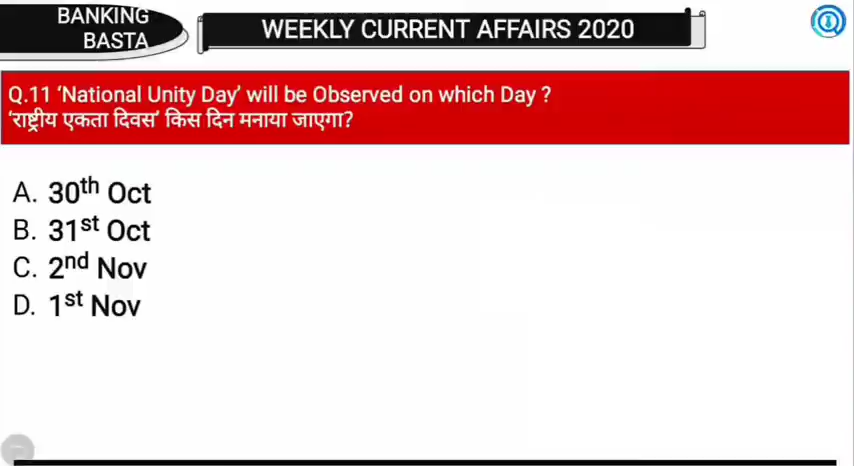 BANKING
BASTA
WEEKLY CURRENT AFFAIRS 2020
Q.11 ‘National Unity Day’ will be Observed on which Day ?
‘राष्ट्रीय एकता दिवस’ किस दिन मनाया जाएगा?
A. 30th Oct
B. 31st Oct
C. 2nd Nov
D. 1st Nov